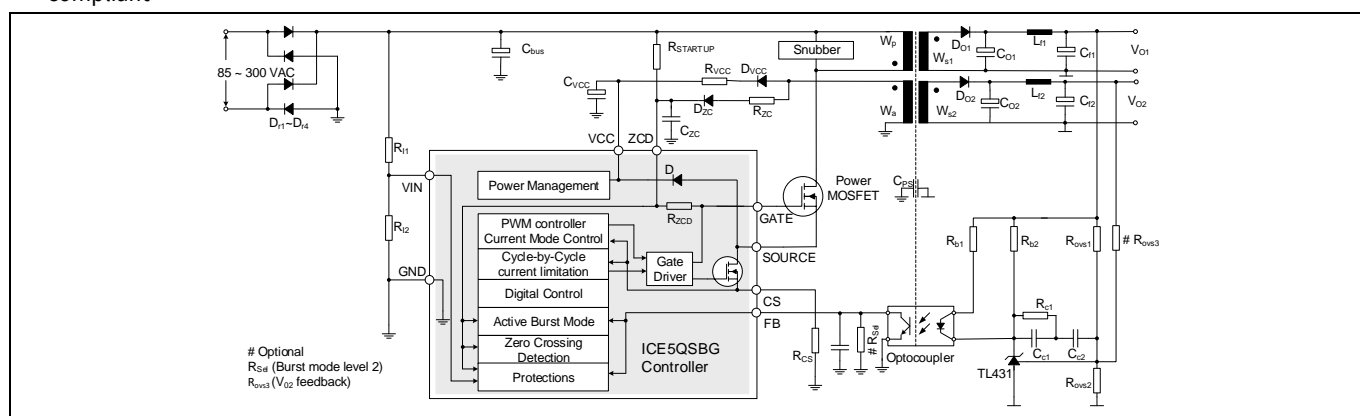 compliant
Snubber
Wp
Ws1
DO1
CO1
Lf1
Cf1
VO1
Cbus
RSTARTUP
85 ~ 300 VAC
Dr1~Dr4
CVCC
RVCC
DVCC
DZC
RZC
CZC
Wa
Ws2
DO2
CO2
Lf2
Cf2
VO2
VCC
ZCD
RI1
VIN
RI2
GND
Power Management
D
RZCD
GATE
Power
MOSFET
CPS
PWM controller
Current Mode Control
Cycle-by-Cycle
current limitation
Gate
Driver
SOURCE
Digital Control
CS
Active Burst Mode
FB
Zero Crossing
Detection
Protections
ICE5QSBG
Controller
RCS
# RSel
Optocoupler
Rb1
Rb2
Rovs1
# Rovs3
Rc1
Cc1
Cc2
TL431
Rovs2
# Optional
RSel (Burst mode level 2)
Rovs3 (V02 feedback)